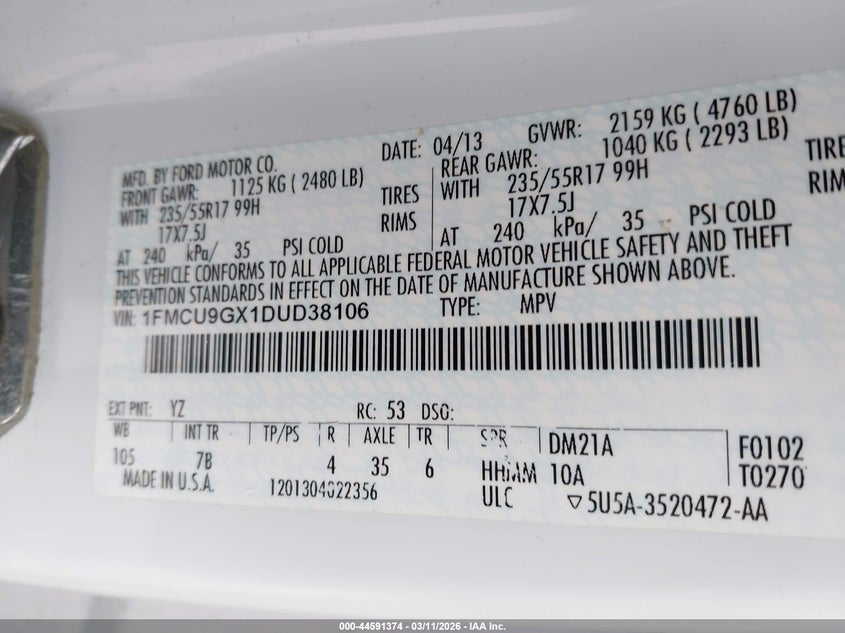 MFD. BY FORD MOTOR CO. DATE: 04/13 GVWR: 2159 KG ( 4760 LB)
FRONT GAWR: 1125 KG ( 2480 LB) REAR GAWR: 1040 KG ( 2293 LB)
WITH 235/55R17 99H TIRES WITH 235/55R17 99H TIRE
17X7.5J RIMS 17X7.5J RIM
AT 240 kPa/ 35 PSI COLD AT 240 kPa/ 35 PSI COLD
THIS VEHICLE CONFORMS TO ALL APPLICABLE FEDERAL MOTOR VEHICLE SAFETY AND THEFT
PREVENTION STANDARDS IN EFFECT ON THE DATE OF MANUFACTURE SHOWN ABOVE.
VIN: 1FMCU9GX1DUD38106 TYPE: MPV
EXT PNT: YZ RC: 53 DSO:
WB INT TR TP/PS R AXLE TR SPR DM21A F0102
105 7B 4 35 6 HHMM 10A T0270
MADE IN U.S.A. 1201304022356 ULC ▽5U5A-3520472-AA
000-44591374 - 03/11/2026 - IAA Inc.